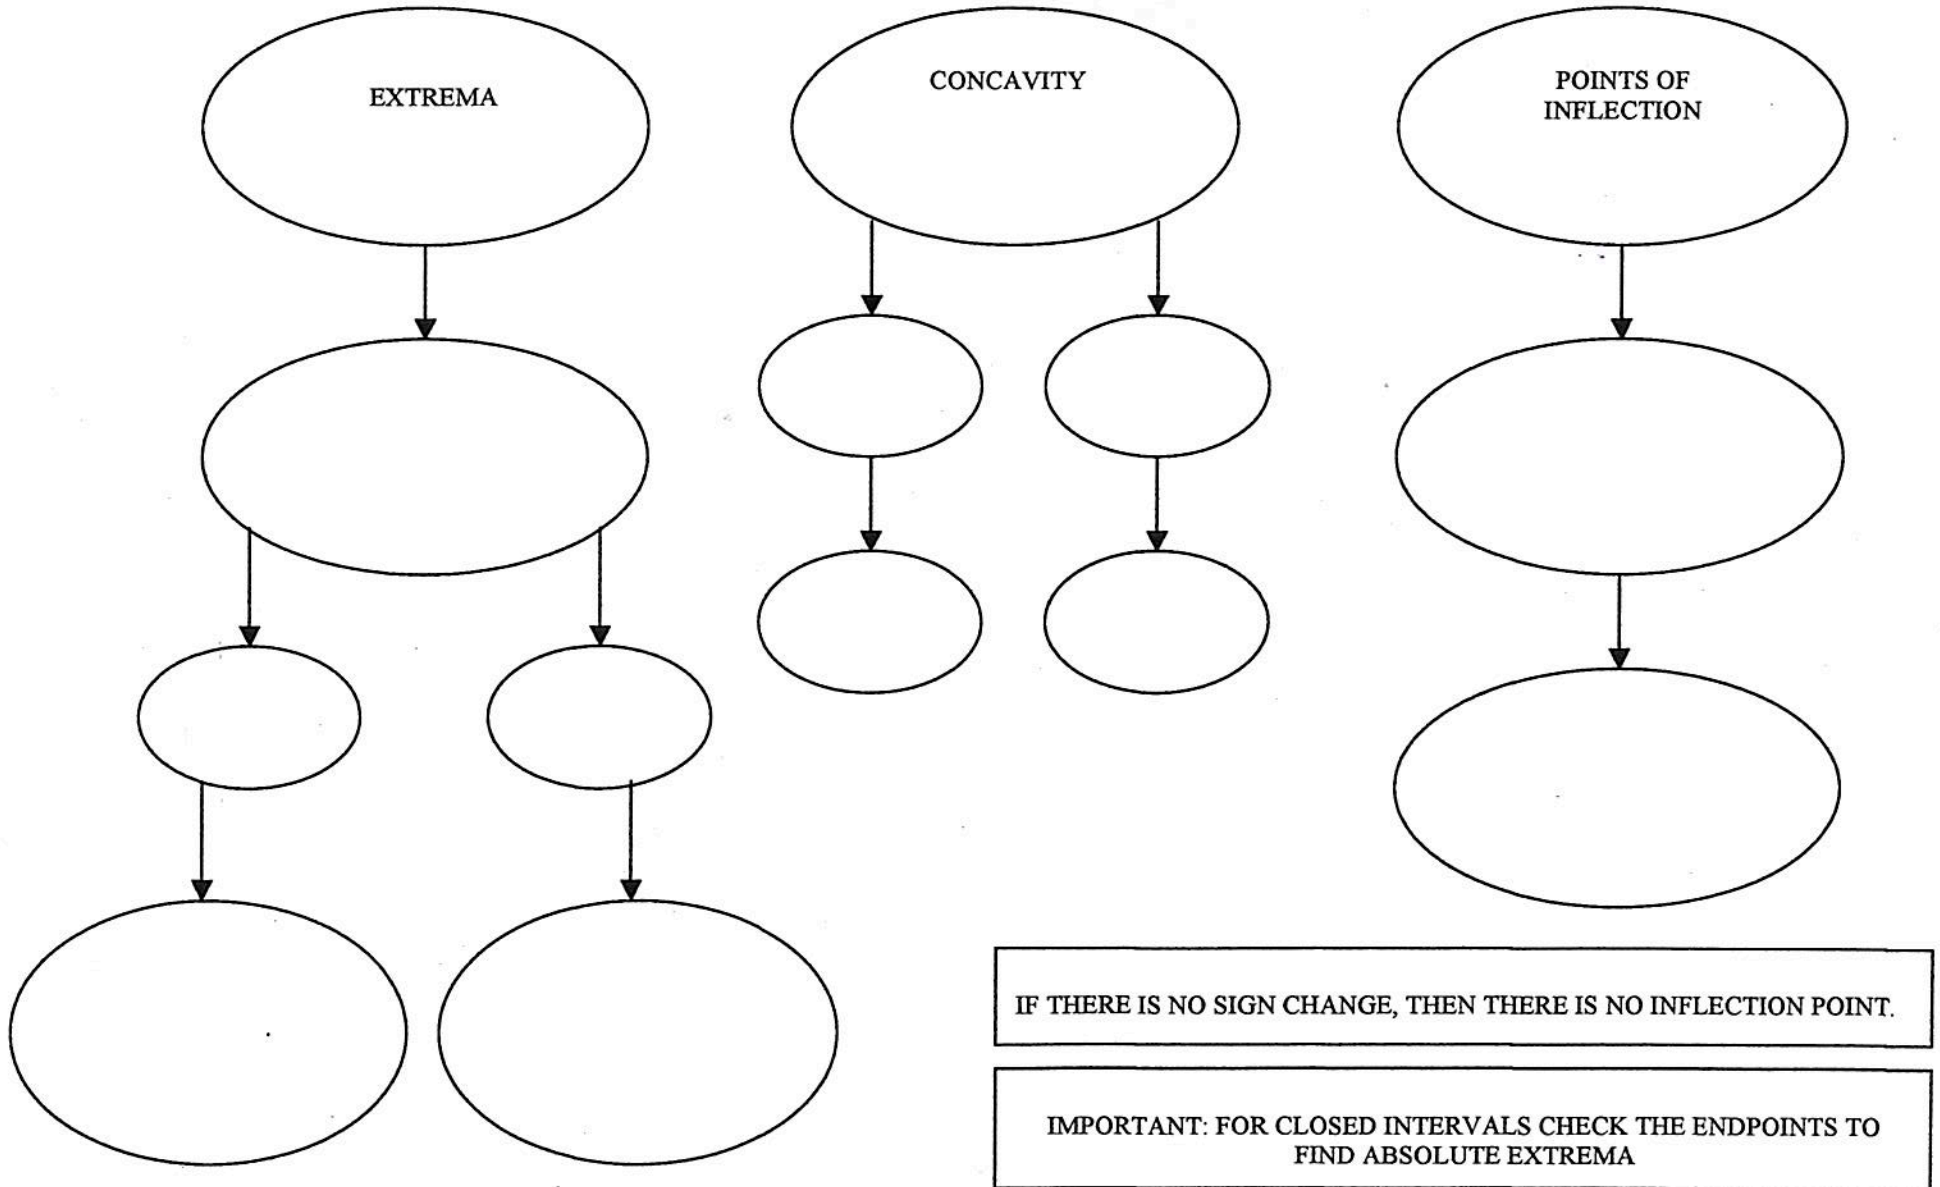 EXTREMA
CONCAVITY
POINTS OF
INFLECTION
IF THERE IS NO SIGN CHANGE, THEN THERE IS NO INFLECTION POINT.
IMPORTANT: FOR CLOSED INTERVALS CHECK THE ENDPOINTS TO
FIND ABSOLUTE EXTREMA